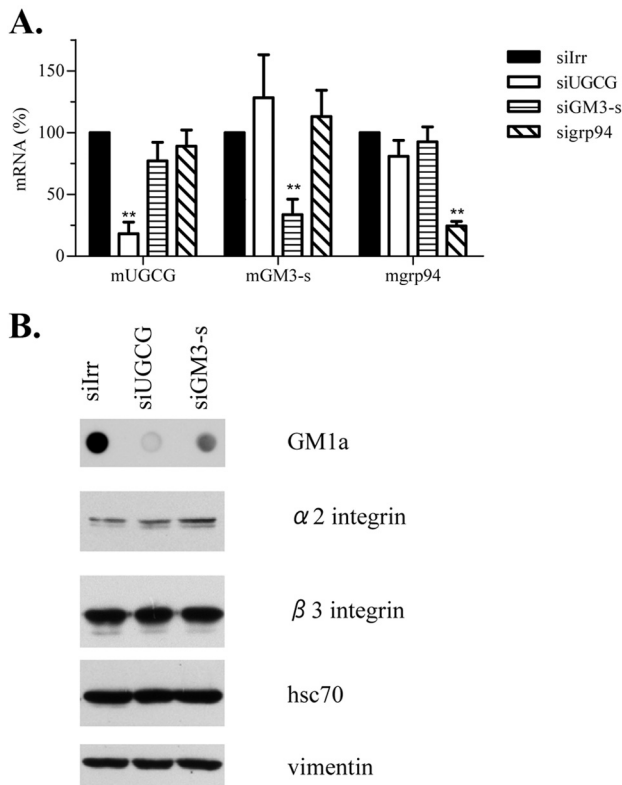 A.
150
100
50
0
mRNA (%)
**
**
**
mUGCG
mGM3-s
mgrp94
siIrr
siUGCG
siGM3-s
sigrp94
B.
siIrr
siUGCG
siGM3-s
GM1a
α2 integrin
β3 integrin
hsc70
vimentin